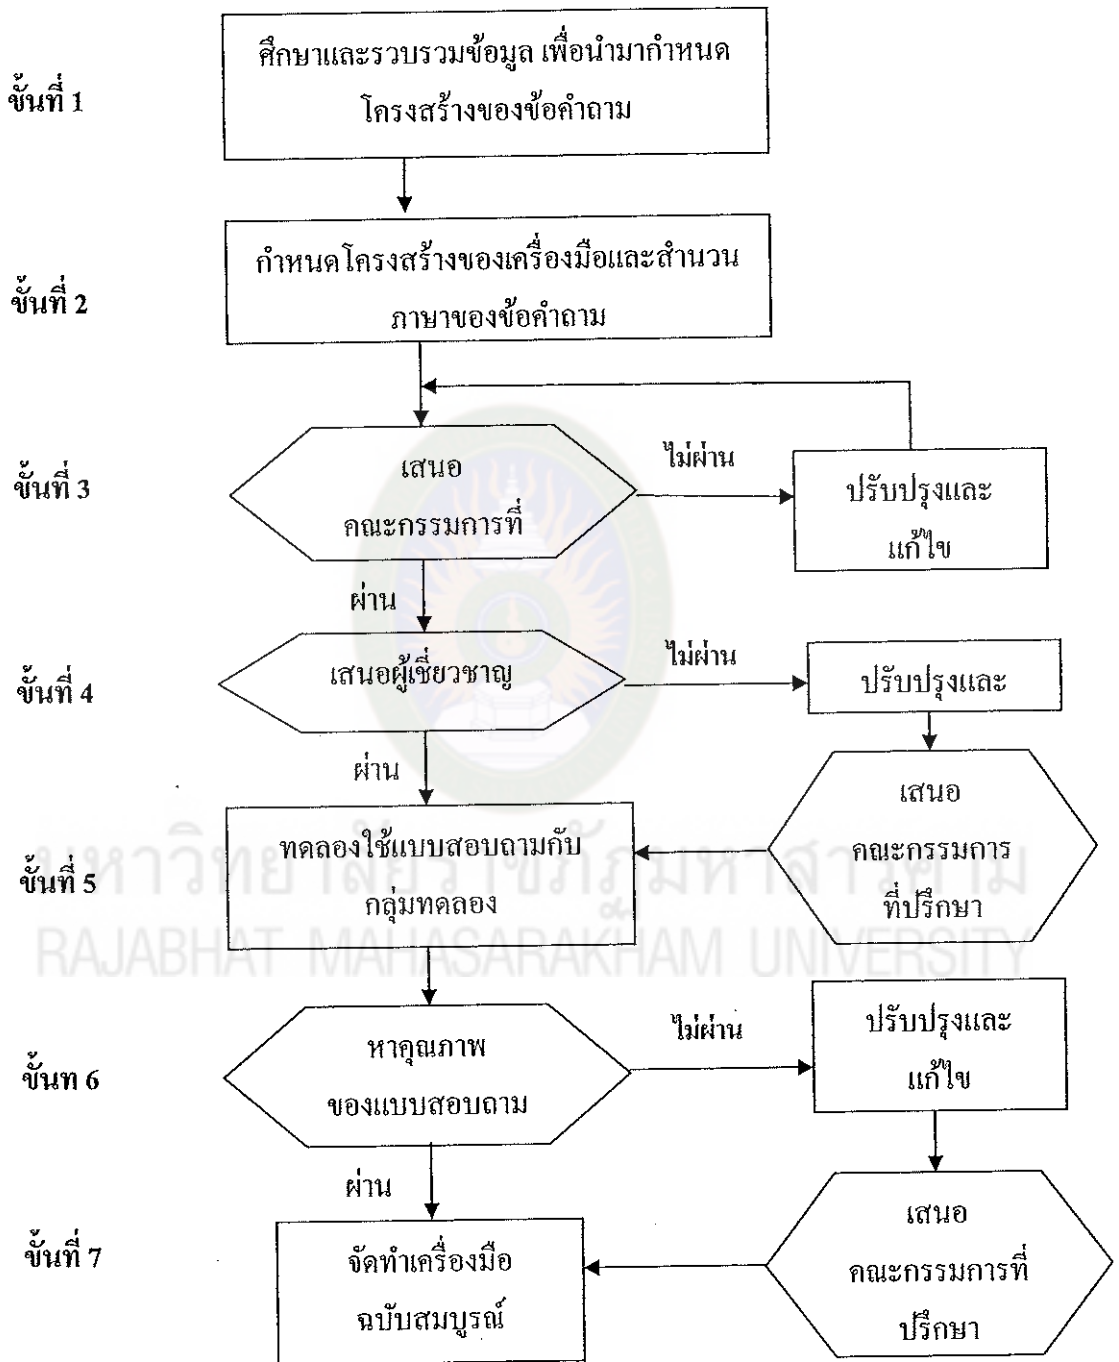 ศึกษาและรวบรวมข้อมูล เพื่อนำมากำหนด
ขั้นที่ 1
โครงสร้างของข้อคำถาม
กำหนดโครงสร้างของเครื่องมือและสำนวน
ขั้นที่ 2
ภาษาของข้อคำถาม
ขั้นที่ 3
เสนอ
คณะกรรมการที่
ไม่ผ่าน
ปรับปรุงและ
แก้ไข
ผ่าน
ขั้นที่ 4
เสนอผู้เชี่ยวชาญ
ไม่ผ่าน
ปรับปรุงและ
ผ่าน
เสนอ
คณะกรรมการ
ที่ปรึกษา
ขั้นที่ 5
ทดลองใช้แบบสอบถามกับ
กลุ่มทดลอง
มหาวิทยาลัยราชภัฏมหาสารคาม
RAJABHAT MAHASARAKHAM UNIVERSITY
ขั้นท 6
หาคุณภาพ
ของแบบสอบถาม
ไม่ผ่าน
ปรับปรุงและ
แก้ไข
ผ่าน
ขั้นที่ 7
จัดทำเครื่องมือ
ฉบับสมบูรณ์
เสนอ
คณะกรรมการที่
ปรึกษา